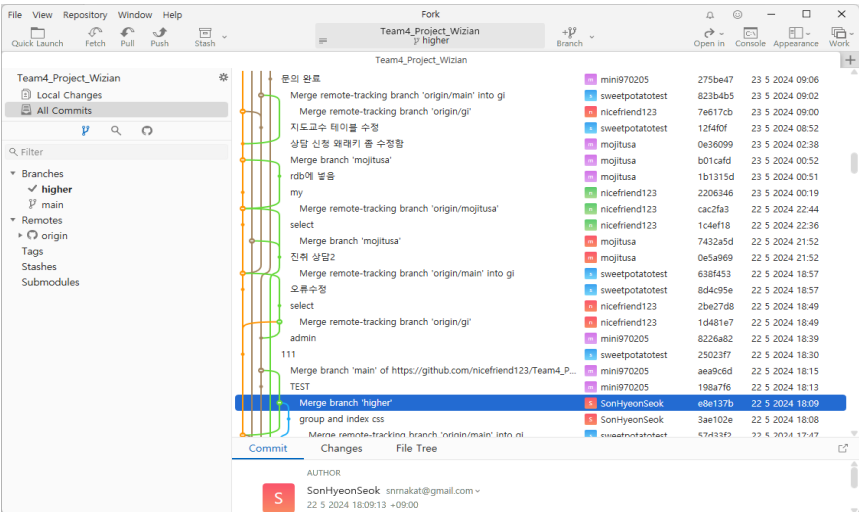 File View Repository Window Help Fork
Quick Launch Fetch Pull Push Stash Team4_Project_Wizian higher Branch Open in Console Appearance Work
Team4_Project_Wizian
Team4_Project_Wizian
Local Changes
All Commits
Filter
Branches
higher
main
Remotes
origin
Tags
Stashes
Submodules
문의 완료 mini970205 275be47 23 5 2024 09:06
Merge remote-tracking branch 'origin/main' into gi sweetpotatotest 823b4b5 23 5 2024 09:02
Merge remote-tracking branch 'origin/gi' nicefriend123 7e617cb 23 5 2024 09:00
지도교수 테이블 수정 sweetpotatotest 12f4f0f 23 5 2024 08:52
상담 신청 왜래키 좀 수정함 mojitusa 0e36099 23 5 2024 02:38
Merge branch 'mojitusa' mojitusa b01cafd 23 5 2024 00:52
rdb에 넣음 mojitusa 1b1315d 23 5 2024 00:51
my nicefriend123 2206346 23 5 2024 00:19
Merge remote-tracking branch 'origin/mojitusa' nicefriend123 cac2fa3 22 5 2024 22:44
select nicefriend123 1c4ef18 22 5 2024 22:36
Merge branch 'mojitusa' mojitusa 7432a5d 22 5 2024 21:52
진취 상담2 mojitusa 0e5a969 22 5 2024 21:52
Merge remote-tracking branch 'origin/main' into gi sweetpotatotest 638f453 22 5 2024 18:57
오류수정 sweetpotatotest 8d4c95e 22 5 2024 18:57
select nicefriend123 2be27d8 22 5 2024 18:49
Merge remote-tracking branch 'origin/gi' nicefriend123 1d481e7 22 5 2024 18:49
admin mini970205 8226a82 22 5 2024 18:39
111 sweetpotatotest 25023f7 22 5 2024 18:30
Merge branch 'main' of https://github.com/nicefriend123/Team4_P... mini970205 aea9c6d 22 5 2024 18:15
TEST mini970205 198a7f6 22 5 2024 18:13
Merge branch 'higher' SonHyeonSeok e8e137b 22 5 2024 18:09
group and index css SonHyeonSeok 3ae102e 22 5 2024 18:08
Merge remote-tracking branch 'origin/main' into gi sweetpotatotest 57d33f2 22 5 2024 17:47
Commit Changes File Tree
AUTHOR
S SonHyeonSeok snrnakat@gmail.com
22 5 2024 18:09:13 +09:00